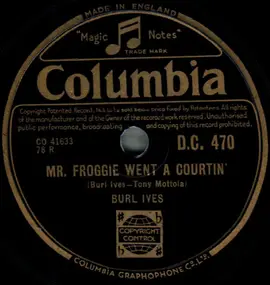 MADE IN ENGLAND
"Magic Notes"
TRADE MARK
Columbia
Copyright Patented Record. Not to be sold below price fixed by Patentees. All rights
of the manufacturer and of the Owner of the recorded work reserved. Unauthorised
public performance, broadcasting and copying of this record prohibited.
CO 41633
78 R
D.C. 470
MR. FROGGIE WENT A COURTIN'
(Burl Ives-Tony Mottola)
BURL IVES
COPYRIGHT
CONTROL
COLUMBIA GRAPHOPHONE CO. LTD.